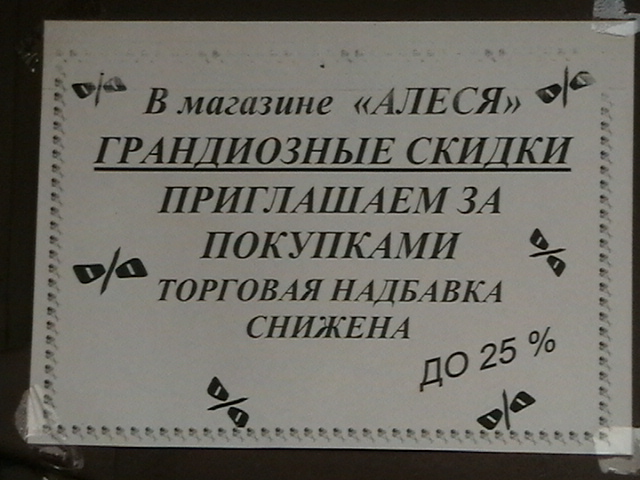 В магазине «АЛЕСЯ»
ГРАНДИОЗНЫЕ СКИДКИ
ПРИГЛАШАЕМ ЗА
ПОКУПКАМИ
ТОРГОВАЯ НАДБАВКА
СНИЖЕНА
ДО 25 %